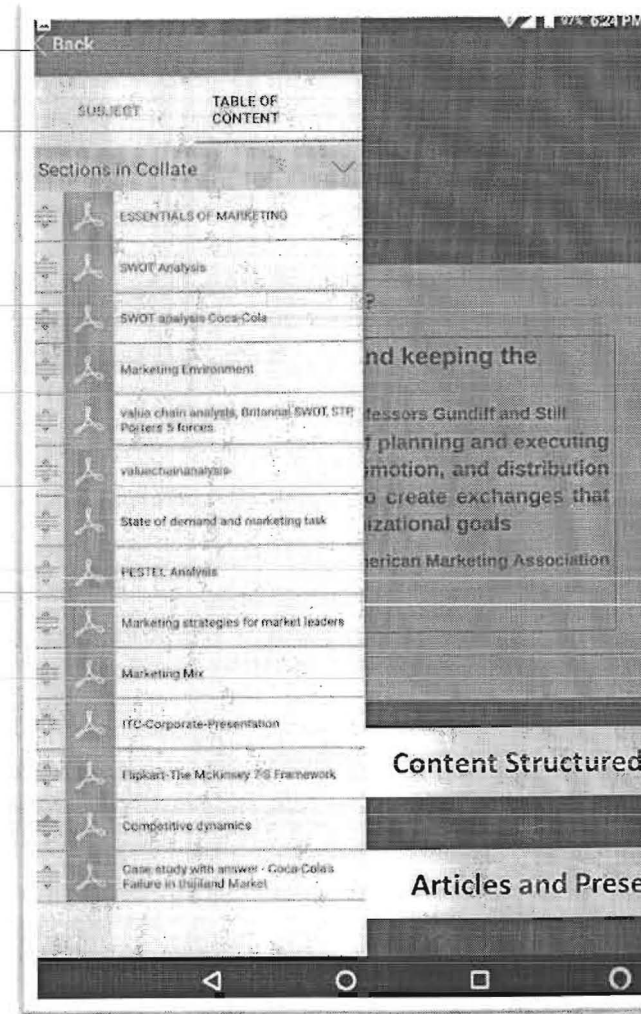 97% 6:24 PM
Back
SUBJECT
TABLE OF
CONTENT
Sections in Collate
ESSENTIALS OF MARKETING
SWOT Analysis
SWOT analysis Coca-Cola
?
Marketing Environment
nd keeping the
value chain analysis, Britannai SWOT, STP,
Porters 5 forces
fessors Gundiff and Still
f planning and executing
valuechainanalysis
motion, and distribution
o create exchanges that
State of demand and marketing task
izational goals
PESTEL Analysis
nerican Marketing Association
Marketing strategies for market leaders
Marketing Mix
ITC-Corporate-Presentation
Flipkart-The McKinsey 7-S Framework
Content Structured
Competitive dynamics
Case study with answer - Coca-Cola's
Failure in thailand Market
Articles and Prese